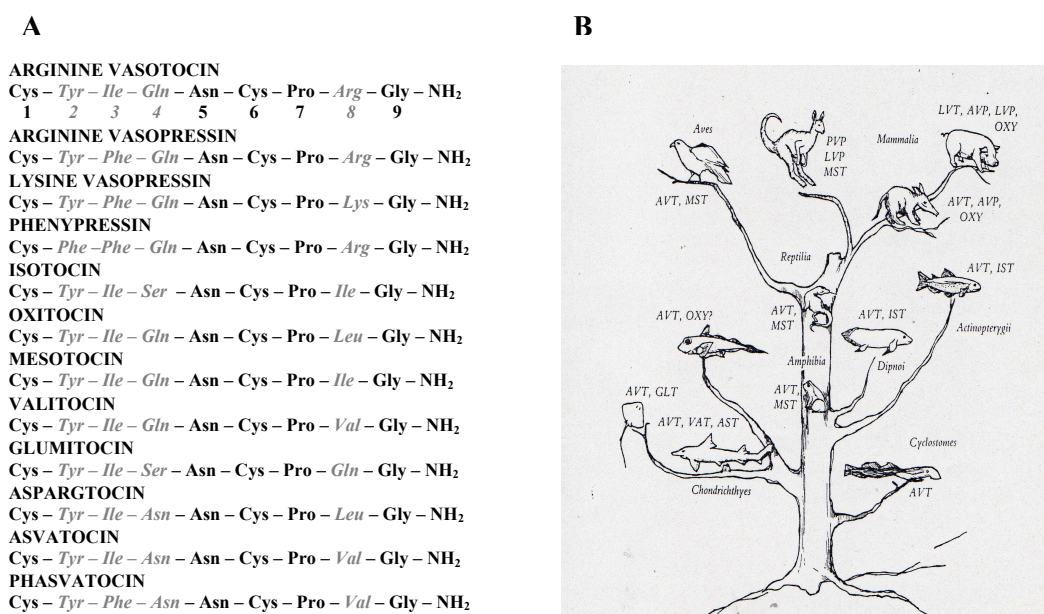 A
ARGININE VASOTOCIN
Cys – Tyr – Ile – Gln – Asn – Cys – Pro – Arg – Gly – NH₂
1 2 3 4 5 6 7 8 9
ARGININE VASOPRESSIN
Cys – Tyr – Phe – Gln – Asn – Cys – Pro – Arg – Gly – NH₂
LYSINE VASOPRESSIN
Cys – Tyr – Phe – Gln – Asn – Cys – Pro – Lys – Gly – NH₂
PHENYPRESSIN
Cys – Phe –Phe – Gln – Asn – Cys – Pro – Arg – Gly – NH₂
ISOTOCIN
Cys – Tyr – Ile – Ser – Asn – Cys – Pro – Ile – Gly – NH₂
OXITOCIN
Cys – Tyr – Ile – Gln – Asn – Cys – Pro – Leu – Gly – NH₂
MESOTOCIN
Cys – Tyr – Ile – Gln – Asn – Cys – Pro – Ile – Gly – NH₂
VALITOCIN
Cys – Tyr – Ile – Gln – Asn – Cys – Pro – Val – Gly – NH₂
GLUMITOCIN
Cys – Tyr – Ile – Ser – Asn – Cys – Pro – Gln – Gly – NH₂
ASPARGTOCIN
Cys – Tyr – Ile – Asn – Asn – Cys – Pro – Leu – Gly – NH₂
ASVATOCIN
Cys – Tyr – Ile – Asn – Asn – Cys – Pro – Val – Gly – NH₂
PHASVATOCIN
Cys – Tyr – Phe – Asn – Asn – Cys – Pro – Val – Gly – NH₂
B
LVT, AVP, LVP,
OXY
Aves
PVP
LVP
MST
Mammalia
AVT, MST
AVT, AVP,
OXY
Reptilia
AVT, IST
AVT,
MST
AVT, OXY?
AVT, IST
Actinopterygii
Amphibia
Dipnoi
AVT,
MST
AVT, GLT
AVT, VAT, AST
Cyclostomes
Chondrichthyes
AVT